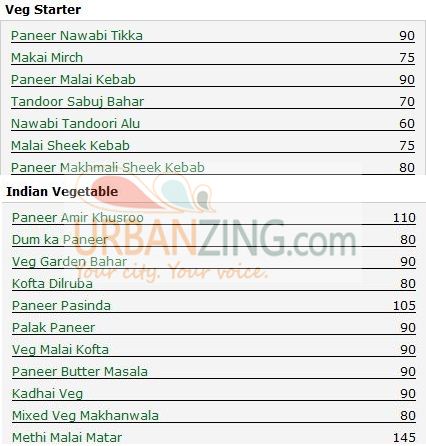 Veg Starter
Paneer Nawabi Tikka 90
Makai Mirch 75
Paneer Malai Kebab 90
Tandoor Sabuj Bahar 70
Nawabi Tandoori Alu 60
Malai Sheek Kebab 75
Paneer Makhmali Sheek Kebab 80
Indian Vegetable
Paneer Amir Khusroo 110
Dum ka Paneer 80
Veg Garden Bahar 90
Kofta Dilruba 80
Paneer Pasinda 105
Palak Paneer 90
Veg Malai Kofta 90
Paneer Butter Masala 90
Kadhai Veg 90
Mixed Veg Makhanwala 80
Methi Malai Matar 145
URBANZING.com
Your city. Your voice.